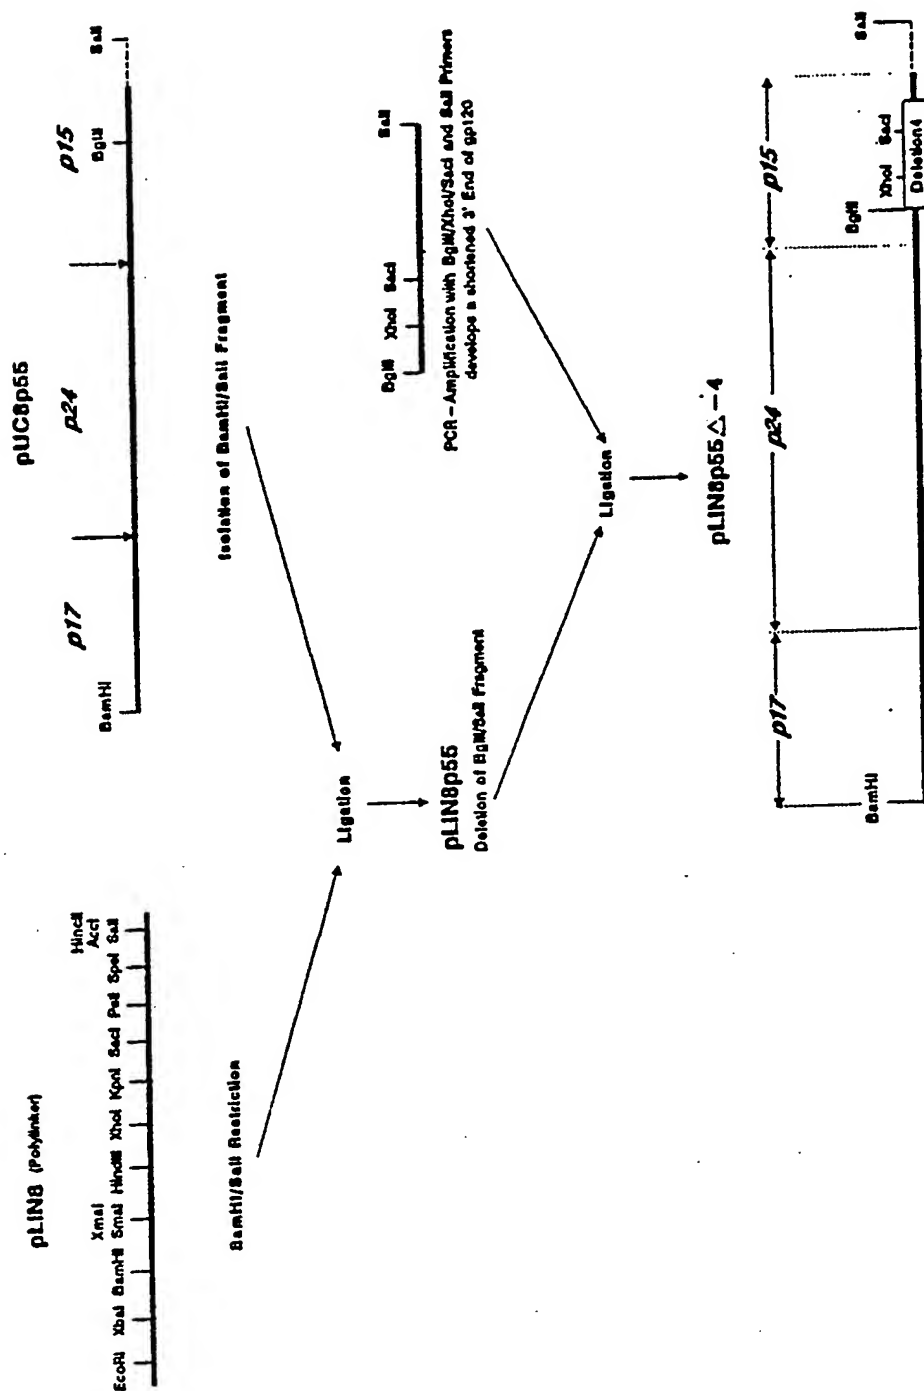 pLIN8 (Polylinker)
EcoRI XbaI BamHI SmaI HindIII XhoI KpnI SacI PstI SpeI SalI
XmaI
HincII
AccI
BamHI/SalI Restriction
pUC8p55
p17 p24 p15
BamHI BglII SalI
Isolation of BamHI/SalI Fragment
Ligation
pLIN8p55
Deletion of BglII/SalI Fragment
BglII XhoI SacI SalI
PCR-Amplification with BglII/XhoI/SacI and SalI Primers
develops a shortened 3' End of gp120
Ligation
pLIN8p55△-4
p17 p24 p15
BamHI BglII XhoI SacI SalI
Deletion4